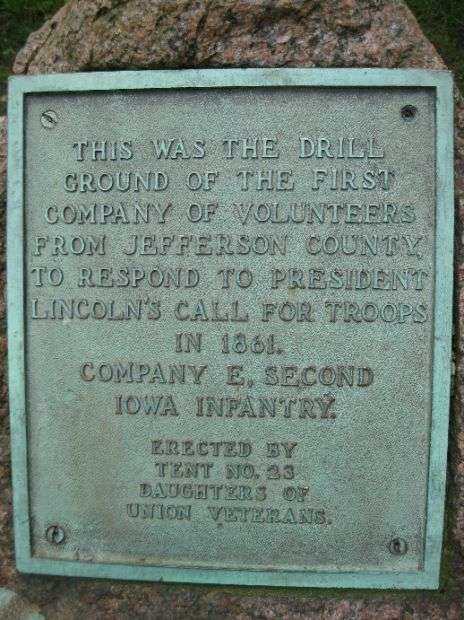 THIS WAS THE DRILL
GROUND OF THE FIRST
COMPANY OF VOLUNTEERS
FROM JEFFERSON COUNTY,
TO RESPOND TO PRESIDENT
LINCOLN'S CALL FOR TROOPS
IN 1861.
COMPANY E, SECOND
IOWA INFANTRY.
ERECTED BY
TENT NO. 23
DAUGHTERS OF
UNION VETERANS.